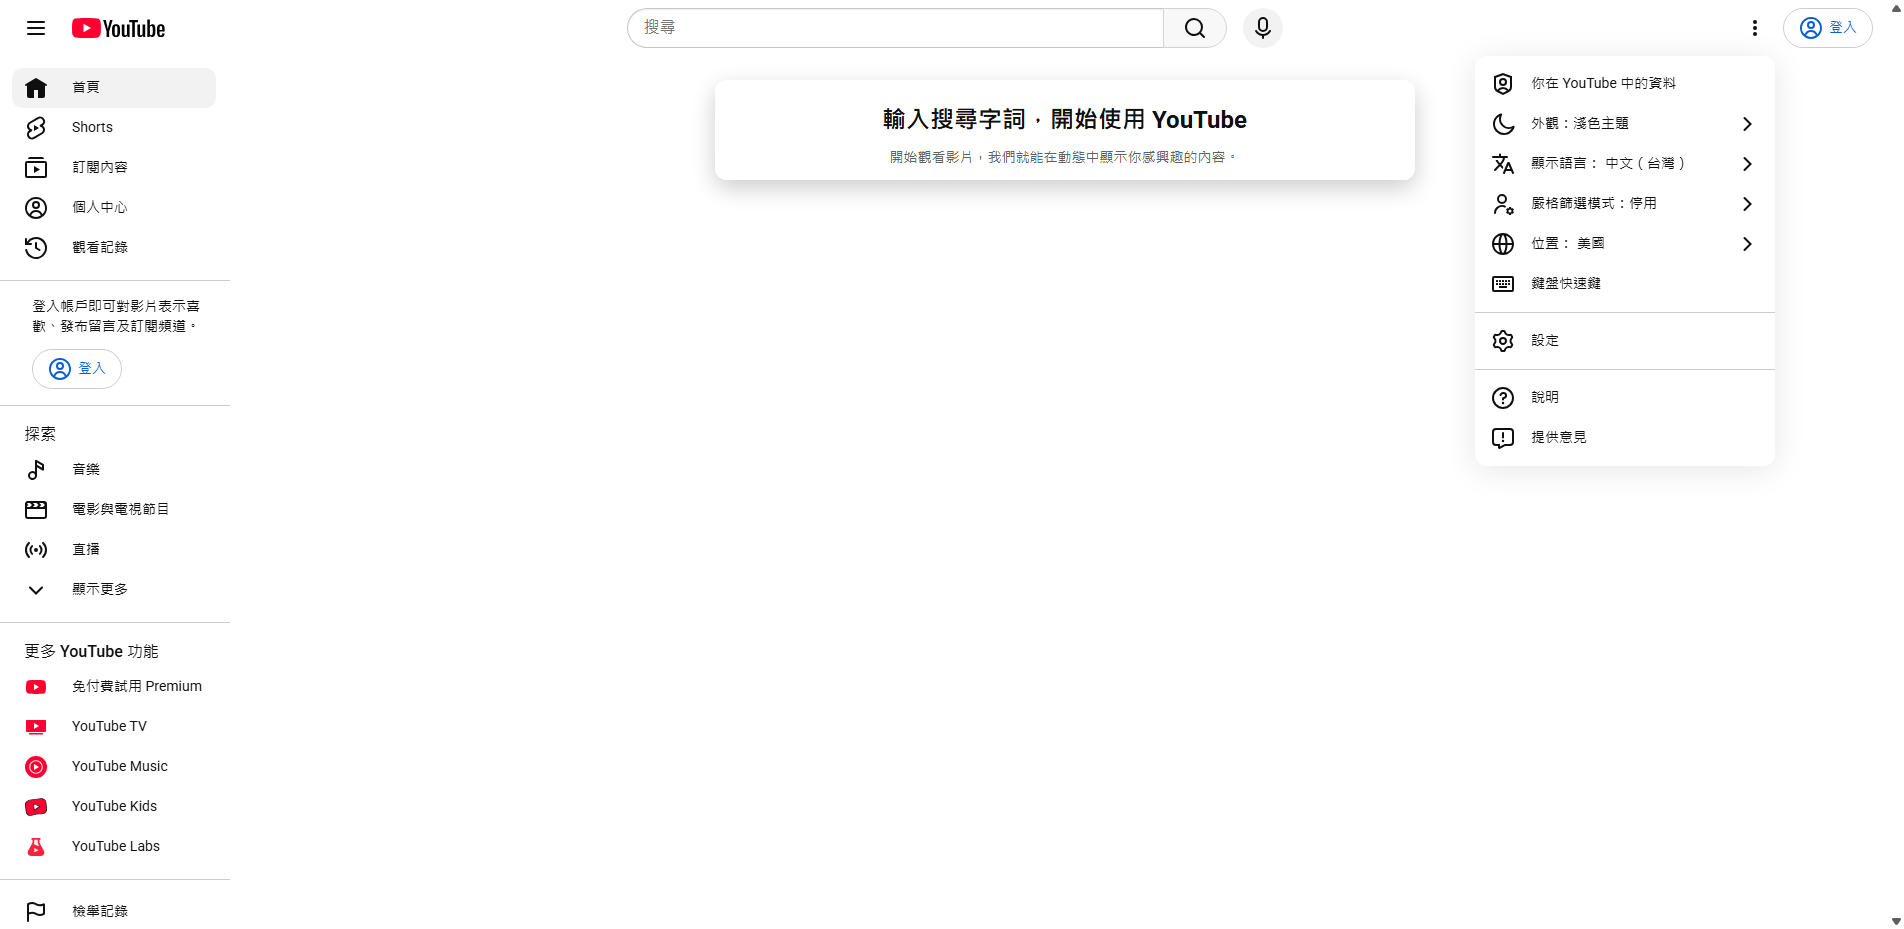 YouTube
搜尋
登入
首頁
Shorts
訂閱內容
個人中心
觀看記錄
登入帳戶即可對影片表示喜
歡、發布留言及訂閱頻道。
登入
探索
音樂
電影與電視節目
直播
顯示更多
更多 YouTube 功能
免付費試用 Premium
YouTube TV
YouTube Music
YouTube Kids
YouTube Labs
檢舉記錄
輸入搜尋字詞，開始使用 YouTube
開始觀看影片，我們就能在動態中顯示你感興趣的內容。
你在 YouTube 中的資料
外觀：淺色主題
顯示語言： 中文（台灣）
嚴格篩選模式：停用
位置： 美國
鍵盤快速鍵
設定
說明
提供意見